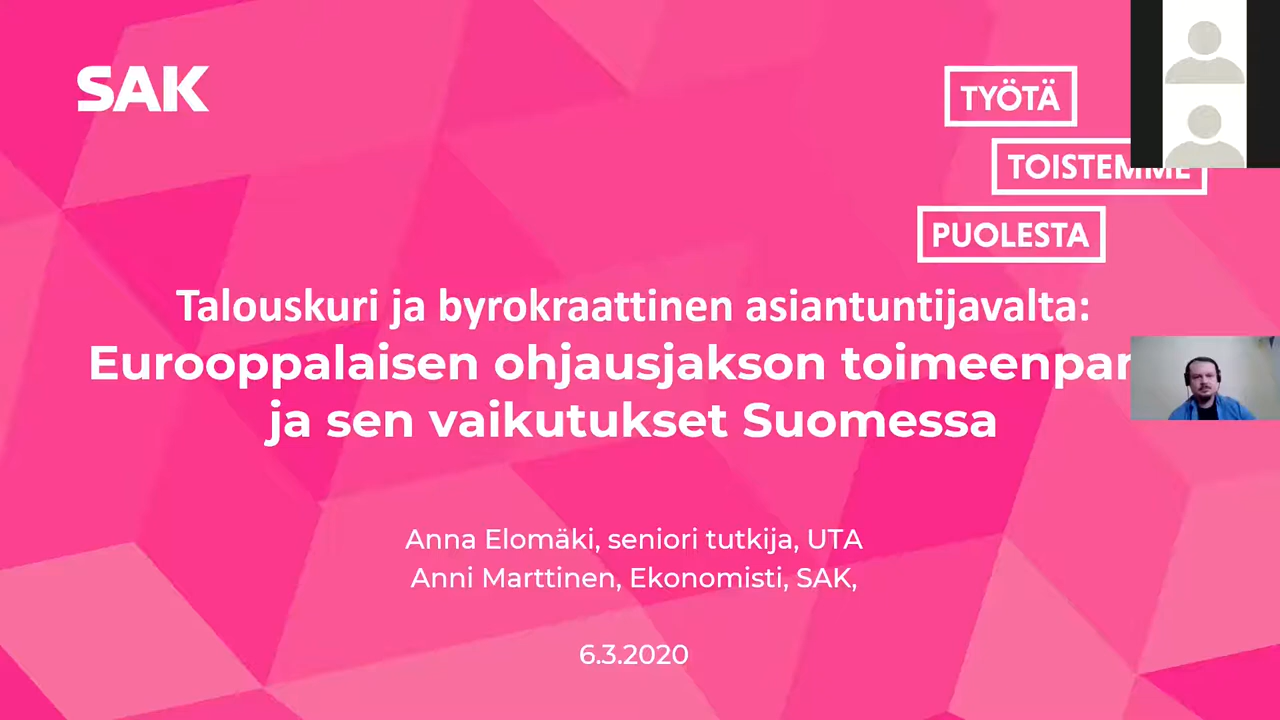 SAK
TYÖTÄ
TOISTEMME
PUOLESTA
Talouskuri ja byrokraattinen asiantuntijavalta:
Eurooppalaisen ohjausjakson
ja sen vaikutukset Suomessa
Anna Elomäki, seniori tutkija, UTA
Anni Marttinen, Ekonomisti, SAK,
6.3.2020